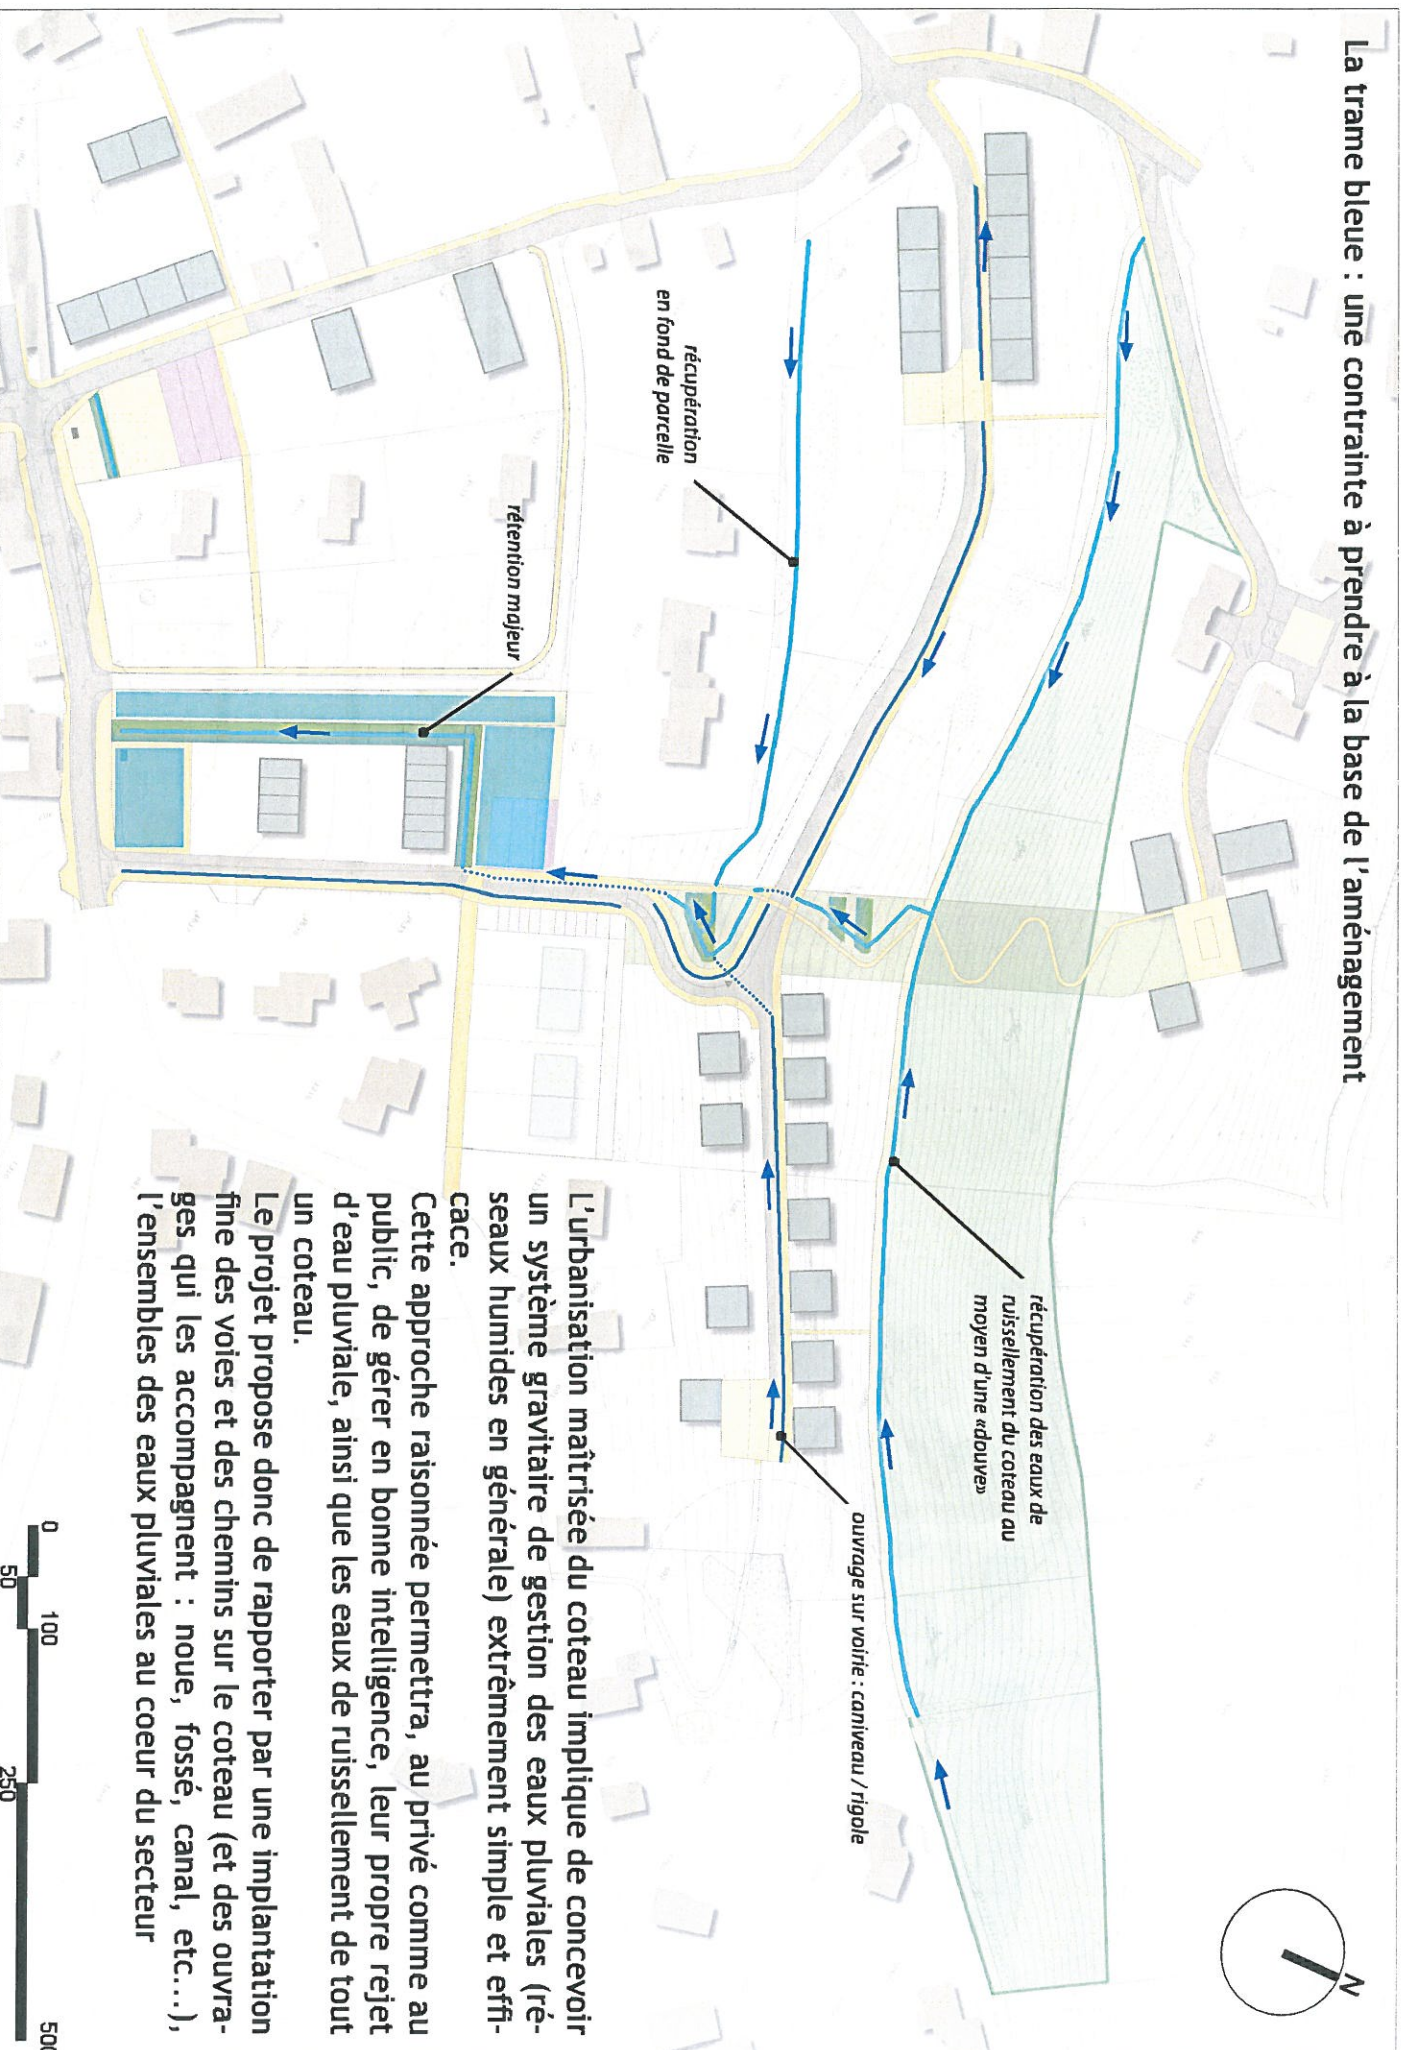 La trame bleue : une contrainte à prendre à la base de l'aménagement
N
récupération des eaux de
ruissellement du coteau au
moyen d'une «douve»
ouvrage sur voirie : caniveau / rigole
récupération
en fond de parcelle
rétention majeur
L'urbanisation maîtrisée du coteau implique de concevoir
un système gravitaire de gestion des eaux pluviales (ré-
seaux humides en générale) extrêmement simple et effi-
cace.
Cette approche raisonnée permettra, au privé comme au
public, de gérer en bonne intelligence, leur propre rejet
d'eau pluviale, ainsi que les eaux de ruissellement de tout
un coteau.
Le projet propose donc de rapporter par une implantation
fine des voies et des chemins sur le coteau (et des ouvra-
ges qui les accompagnent : noue, fossé, canal, etc...),
l'ensembles des eaux pluviales au coeur du secteur
0 100 500
50 250